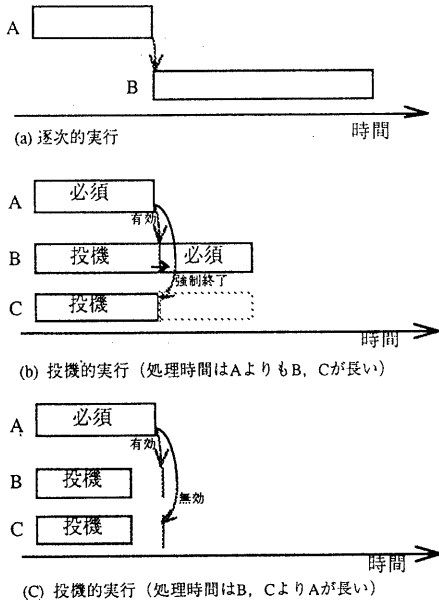 A
B
時間
(a) 逐次的実行
A 必須
有効
B 投機 必須
強制終了
C 投機
時間
(b) 投機的実行（処理時間はAよりもB，Cが長い）
A 必須
有効
B 投機
無効
C 投機
時間
(C) 投機的実行（処理時間はB，CよりAが長い）